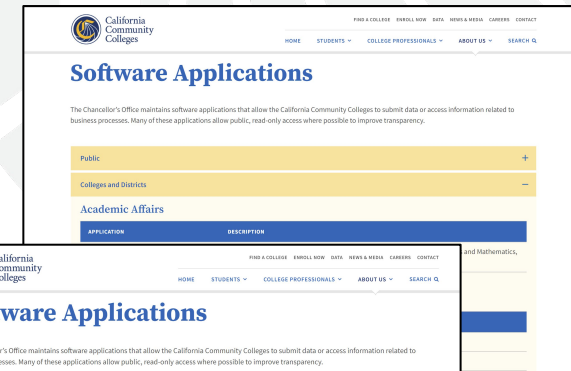 California
Community
Colleges
FIND A COLLEGE ENROLL NOW DATA NEWS & MEDIA CAREERS CONTACT
HOME STUDENTS COLLEGE PROFESSIONALS ABOUT US SEARCH
Software Applications
The Chancellor's Office maintains software applications that allow the California Community Colleges to submit data or access information related to
business processes. Many of these applications allow public, read-only access where possible to improve transparency.
Public +
Colleges and Districts −
Academic Affairs
APPLICATION DESCRIPTION
and Mathematics,
alifornia
ommunity
olleges
FIND A COLLEGE ENROLL NOW DATA NEWS & MEDIA CAREERS CONTACT
HOME STUDENTS COLLEGE PROFESSIONALS ABOUT US SEARCH
ware Applications
r's Office maintains software applications that allow the California Community Colleges to submit data or access information related to
esses. Many of these applications allow public, read-only access where possible to improve transparency.